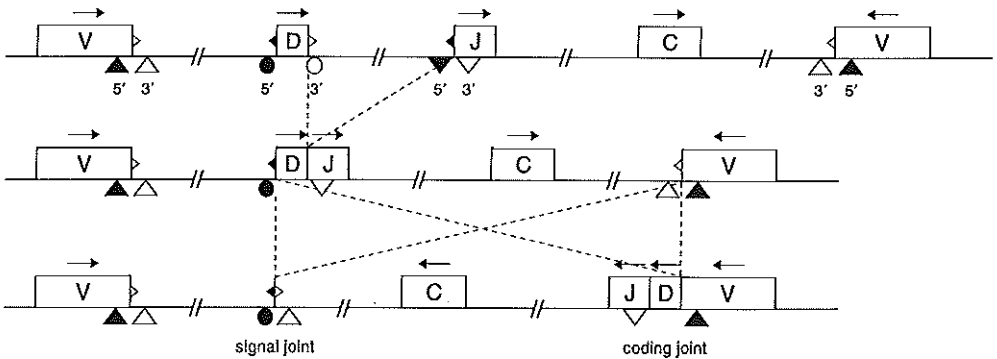 V D J C V
5' 3' 5' 3' 5' 3' 3' 5'
V D J C V
V C J D V
signal joint coding joint